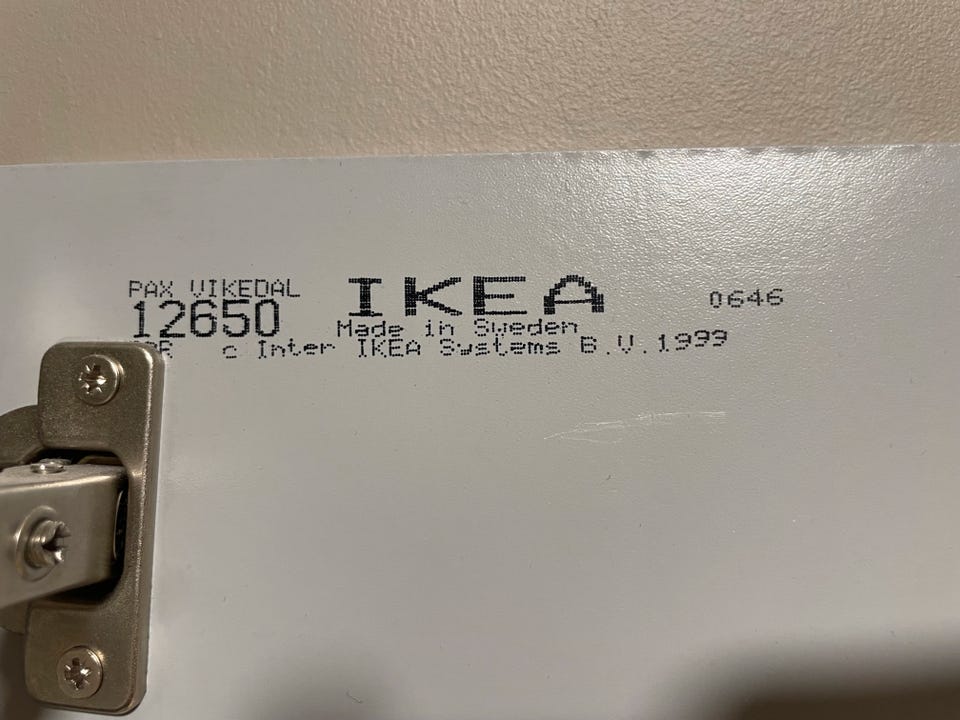 PAX VIKEDAL
12650
IKEA
0646
Made in Sweden
c Inter IKEA Systems B.V.1999